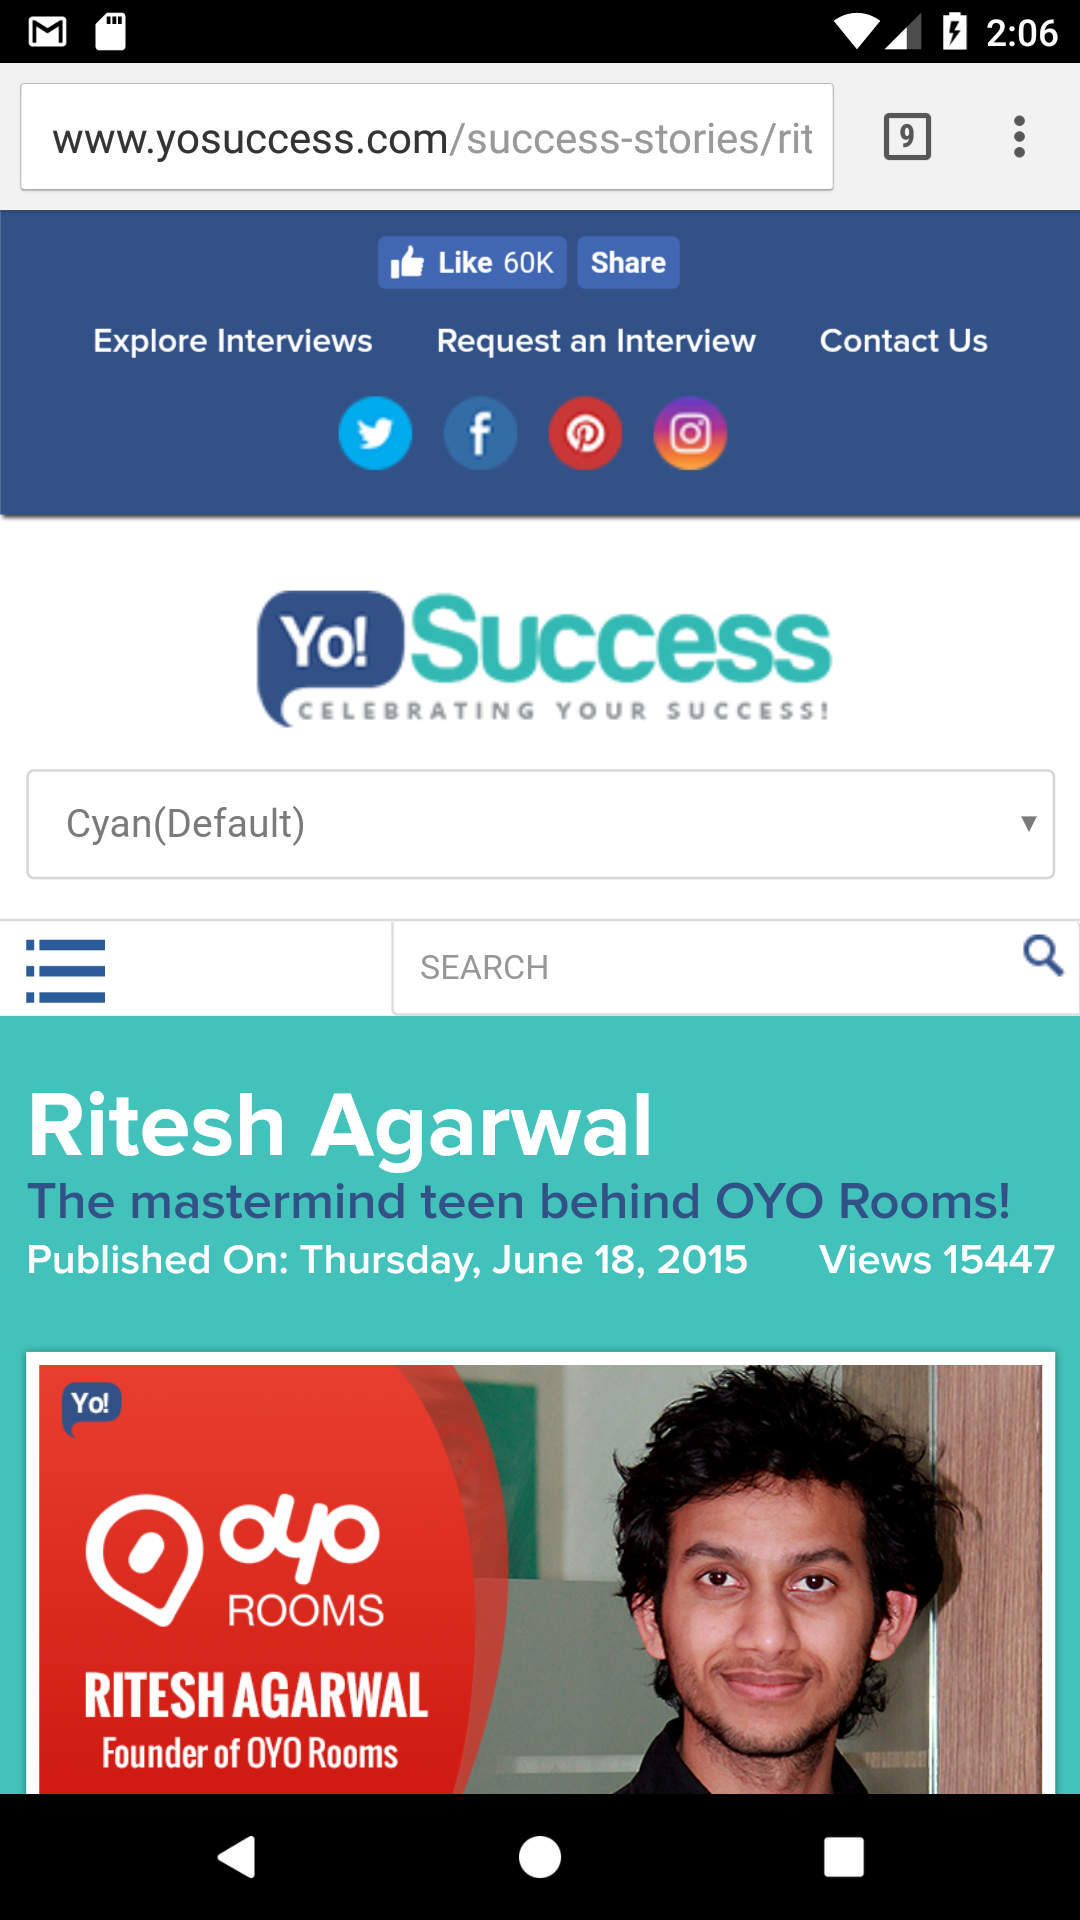 2:06
www.yosuccess.com/success-stories/rit
9
Like 60K Share
Explore Interviews Request an Interview Contact Us
Yo! Success
CELEBRATING YOUR SUCCESS!
Cyan(Default)
SEARCH
Ritesh Agarwal
The mastermind teen behind OYO Rooms!
Published On: Thursday, June 18, 2015 Views 15447
Yo!
oyo
ROOMS
RITESH AGARWAL
Founder of OYO Rooms